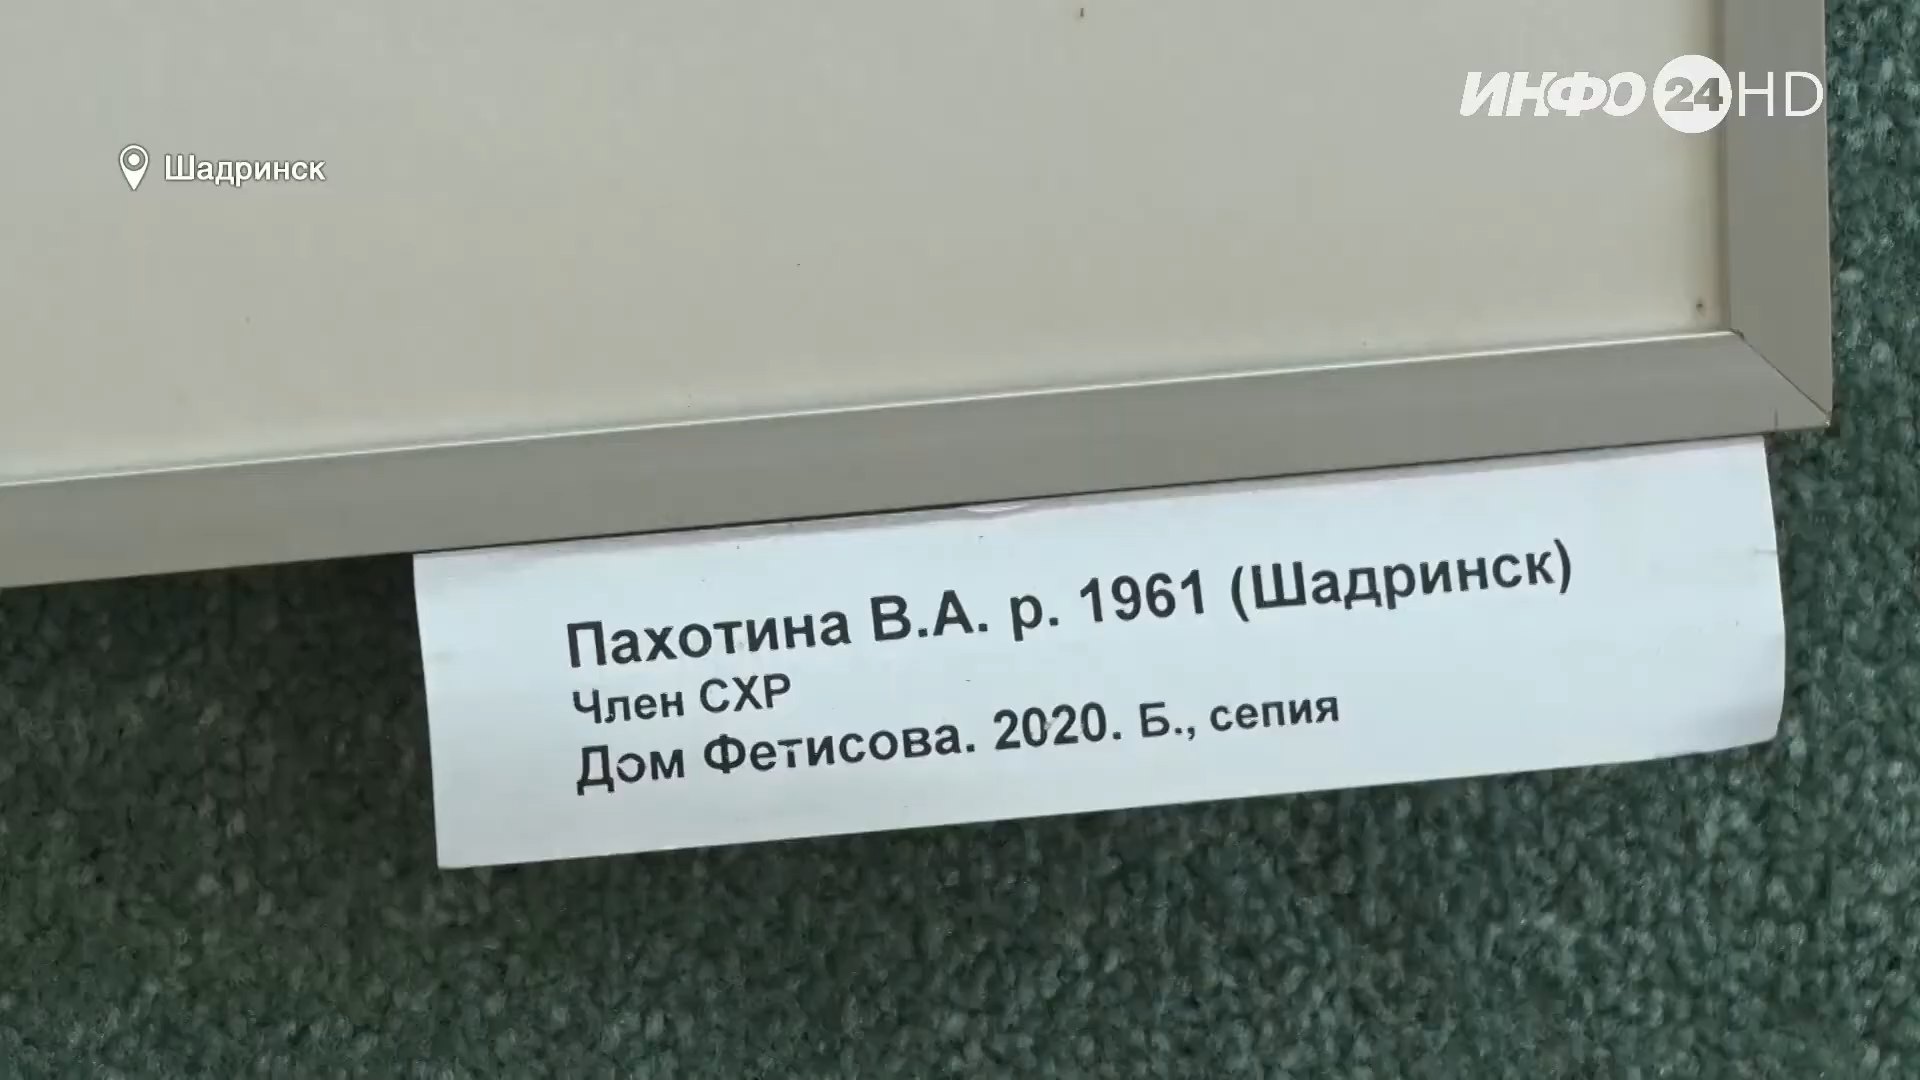 ИНФО 24 HD
Шадринск
Пахотина В.А. р. 1961 (Шадринск)
Член СХР
Дом Фетисова. 2020. Б., сепия